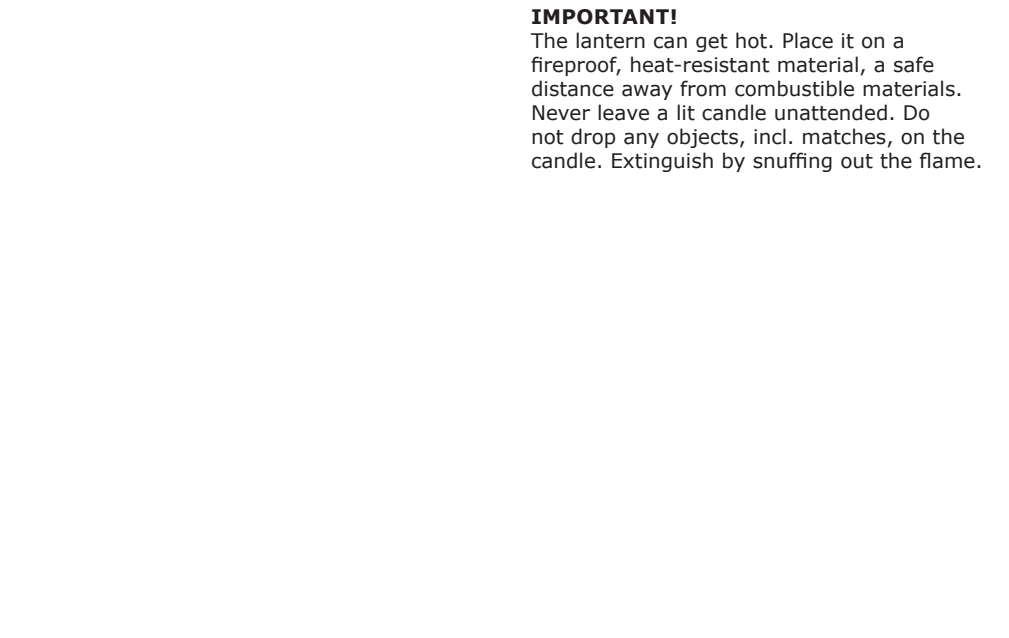 IMPORTANT!
The lantern can get hot. Place it on a
fireproof, heat-resistant material, a safe
distance away from combustible materials.
Never leave a lit candle unattended. Do
not drop any objects, incl. matches, on the
candle. Extinguish by snuffing out the flame.